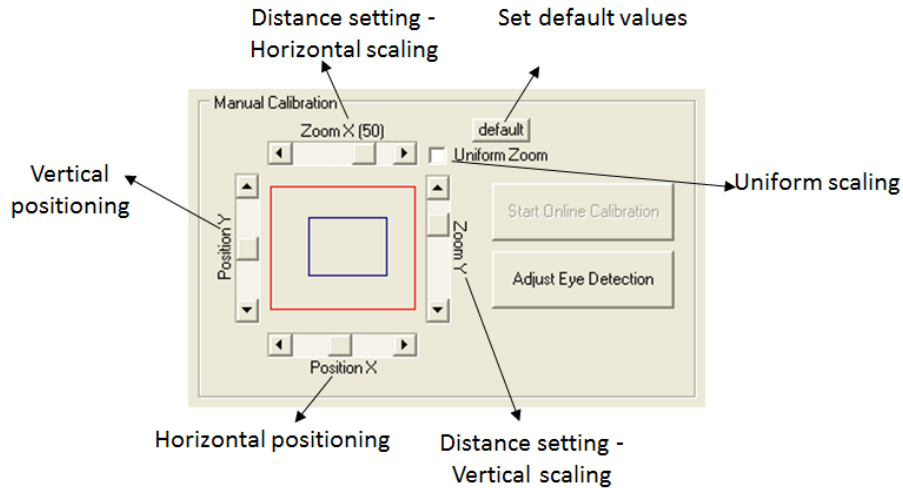 Distance setting -
Horizontal scaling
Set default values
Manual Calibration
Zoom X (50)
default
Uniform Zoom
Vertical
positioning
Uniform scaling
Position Y
Zoom Y
Start Online Calibration
Adjust Eye Detection
Position X
Horizontal positioning
Distance setting -
Vertical scaling